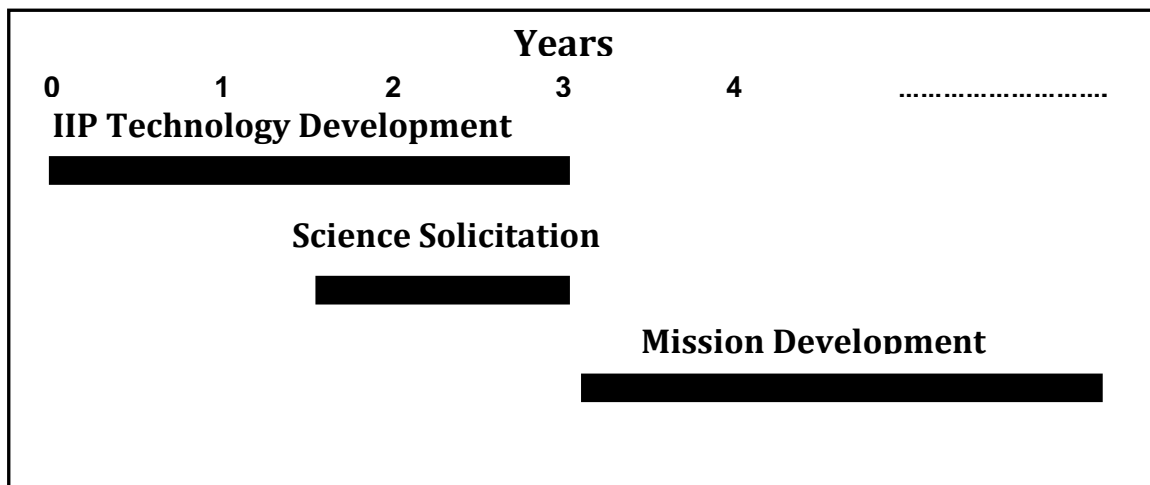 Years
0 1 2 3 4 ............................
IIP Technology Development
Science Solicitation
Mission Development